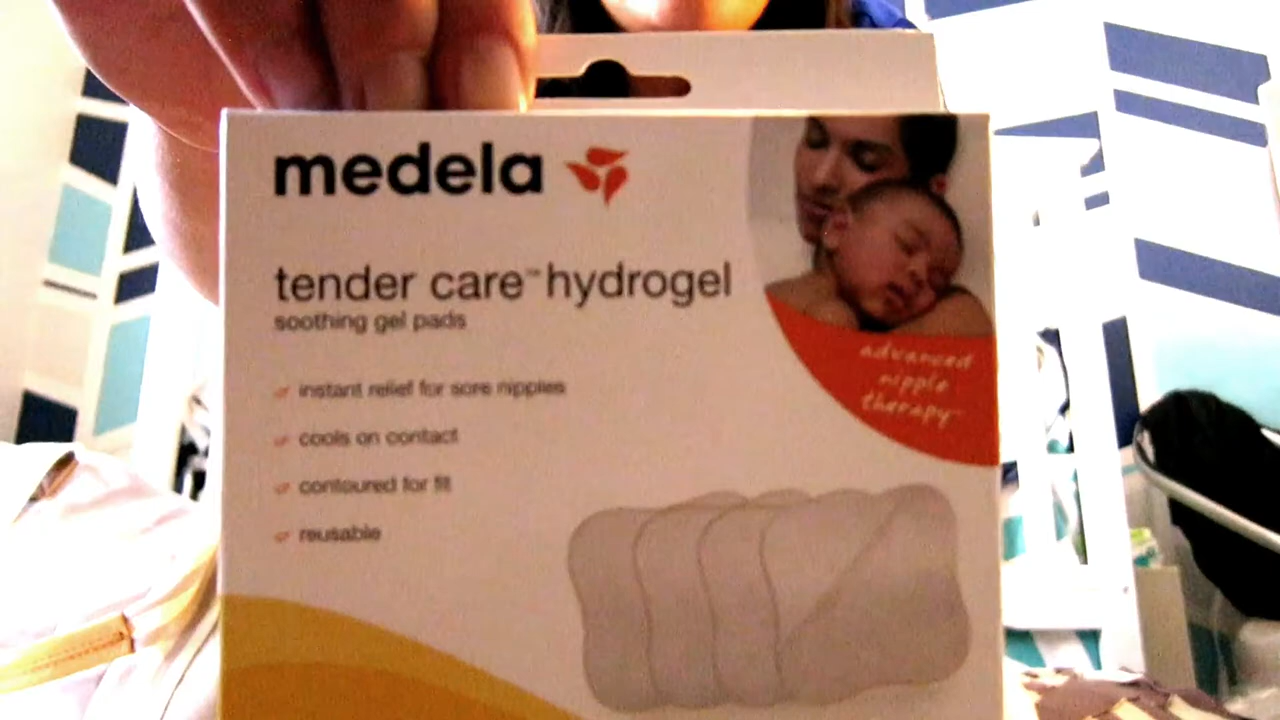 medela
tender care™ hydrogel
soothing gel pads
instant relief for sore nipples
cools on contact
contoured for fit
reusable
advanced
nipple
therapy™